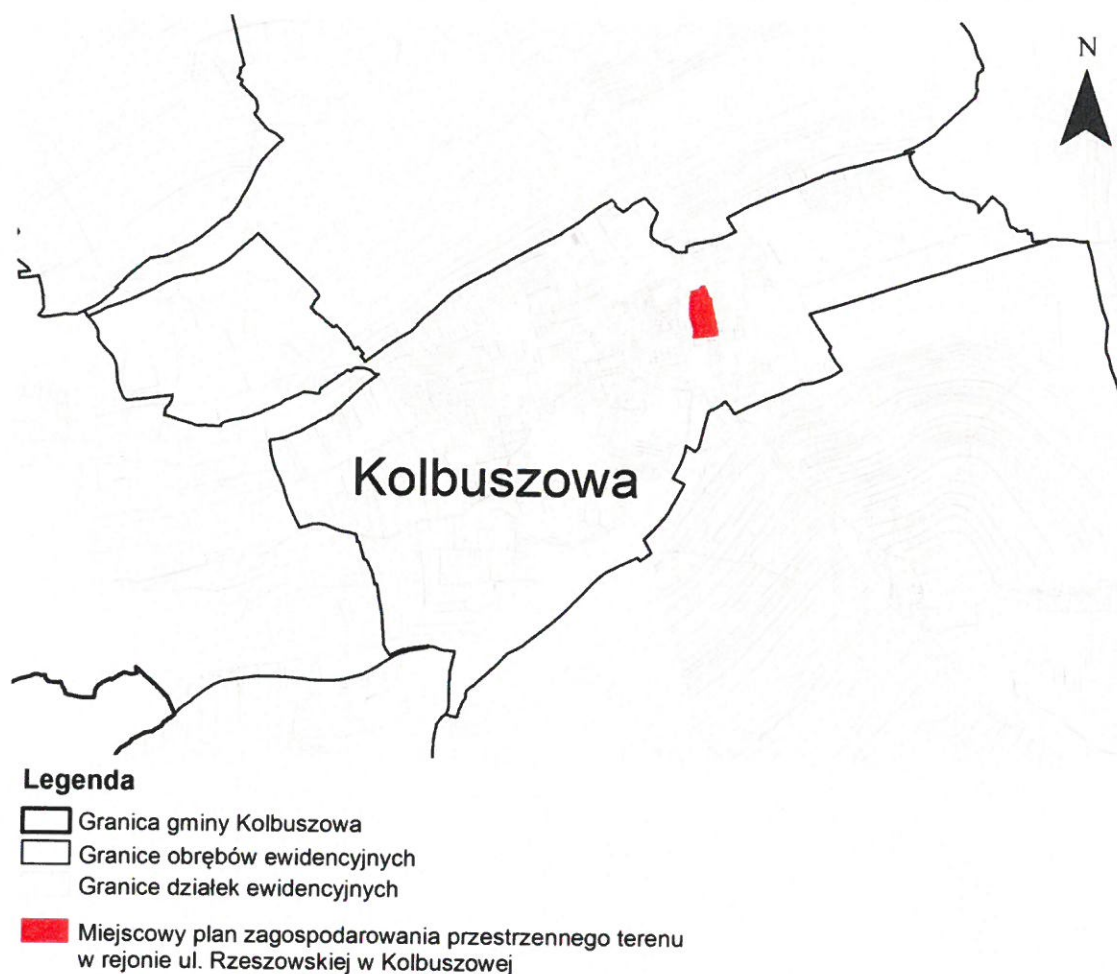 N
Kolbuszowa
Legenda
Granica gminy Kolbuszowa
Granice obrębów ewidencyjnych
Granice działek ewidencyjnych
Miejscowy plan zagospodarowania przestrzennego terenu
w rejonie ul. Rzeszowskiej w Kolbuszowej